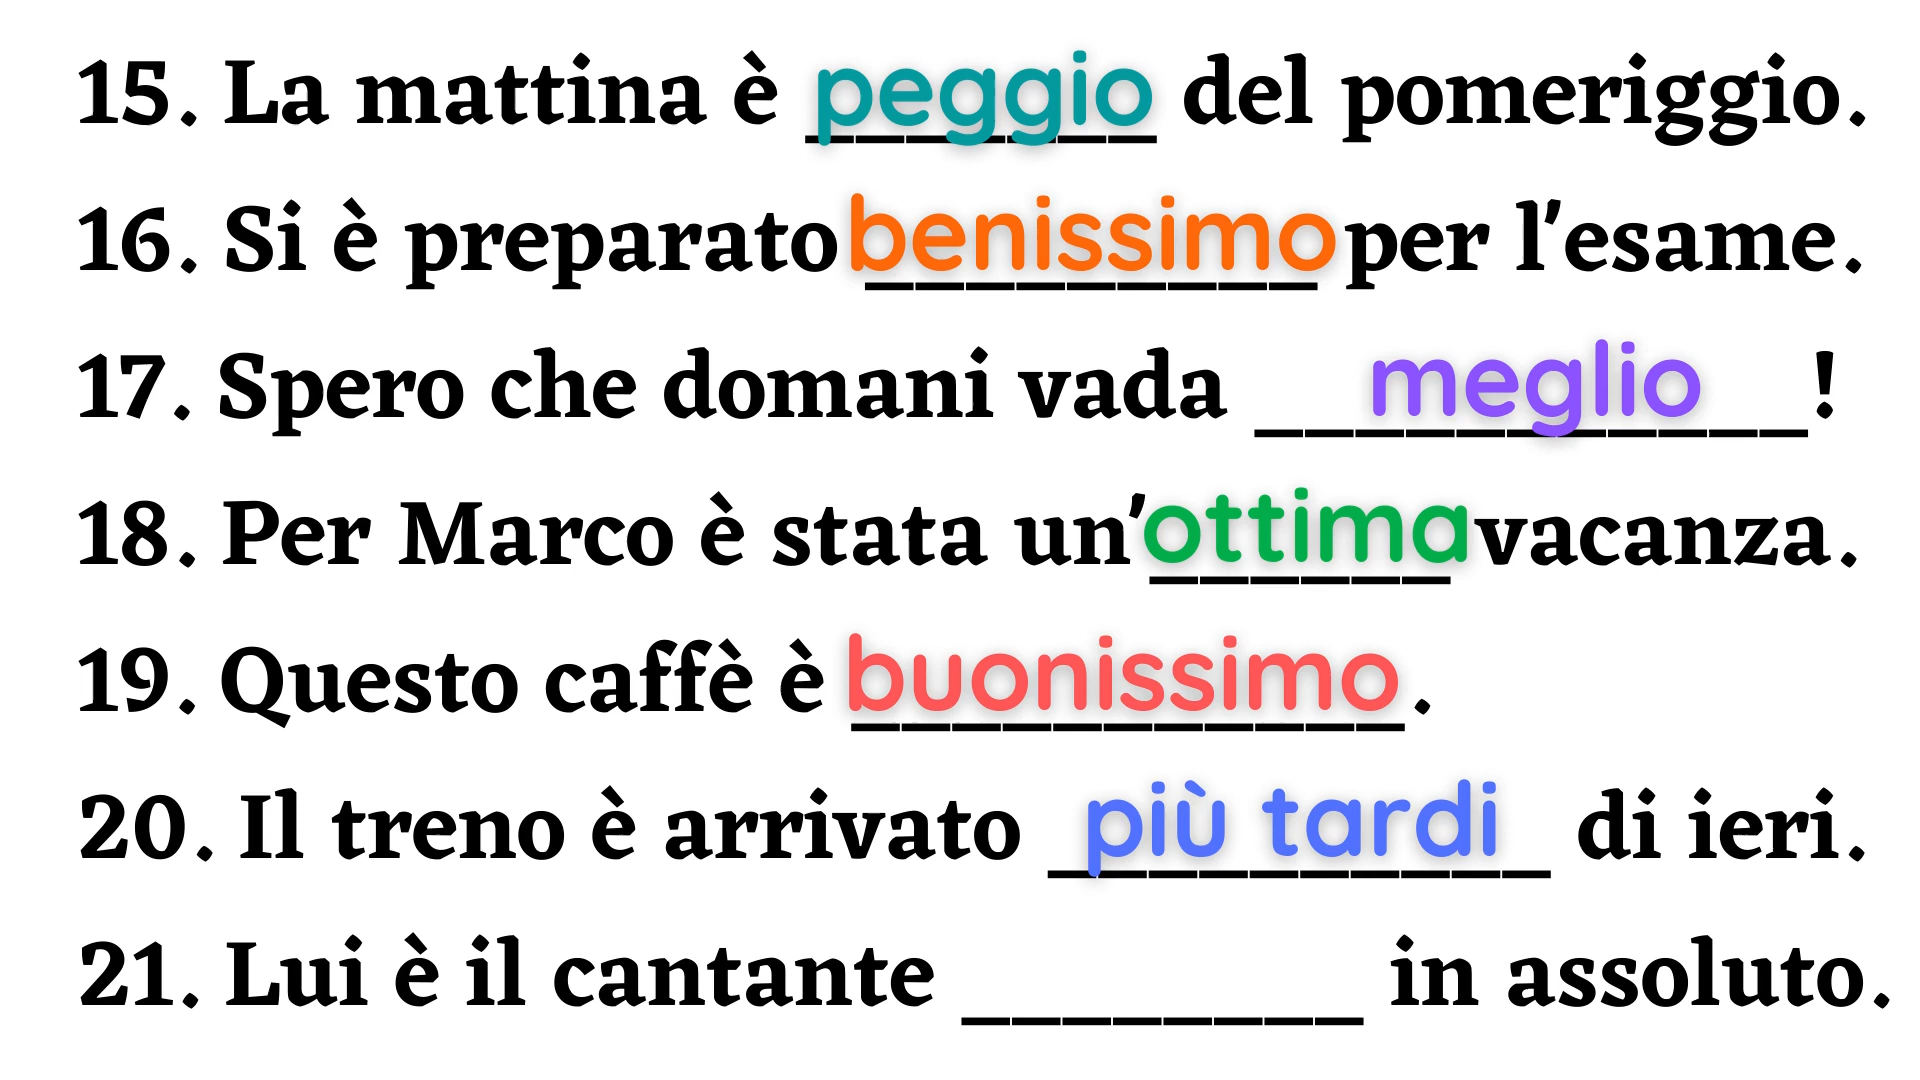 15. La mattina è peggio del pomeriggio.
16. Si è preparato benissimo per l'esame.
17. Spero che domani vada meglio!
18. Per Marco è stata un'ottima vacanza.
19. Questo caffè è buonissimo.
20. Il treno è arrivato più tardi di ieri.
21. Lui è il cantante ________ in assoluto.